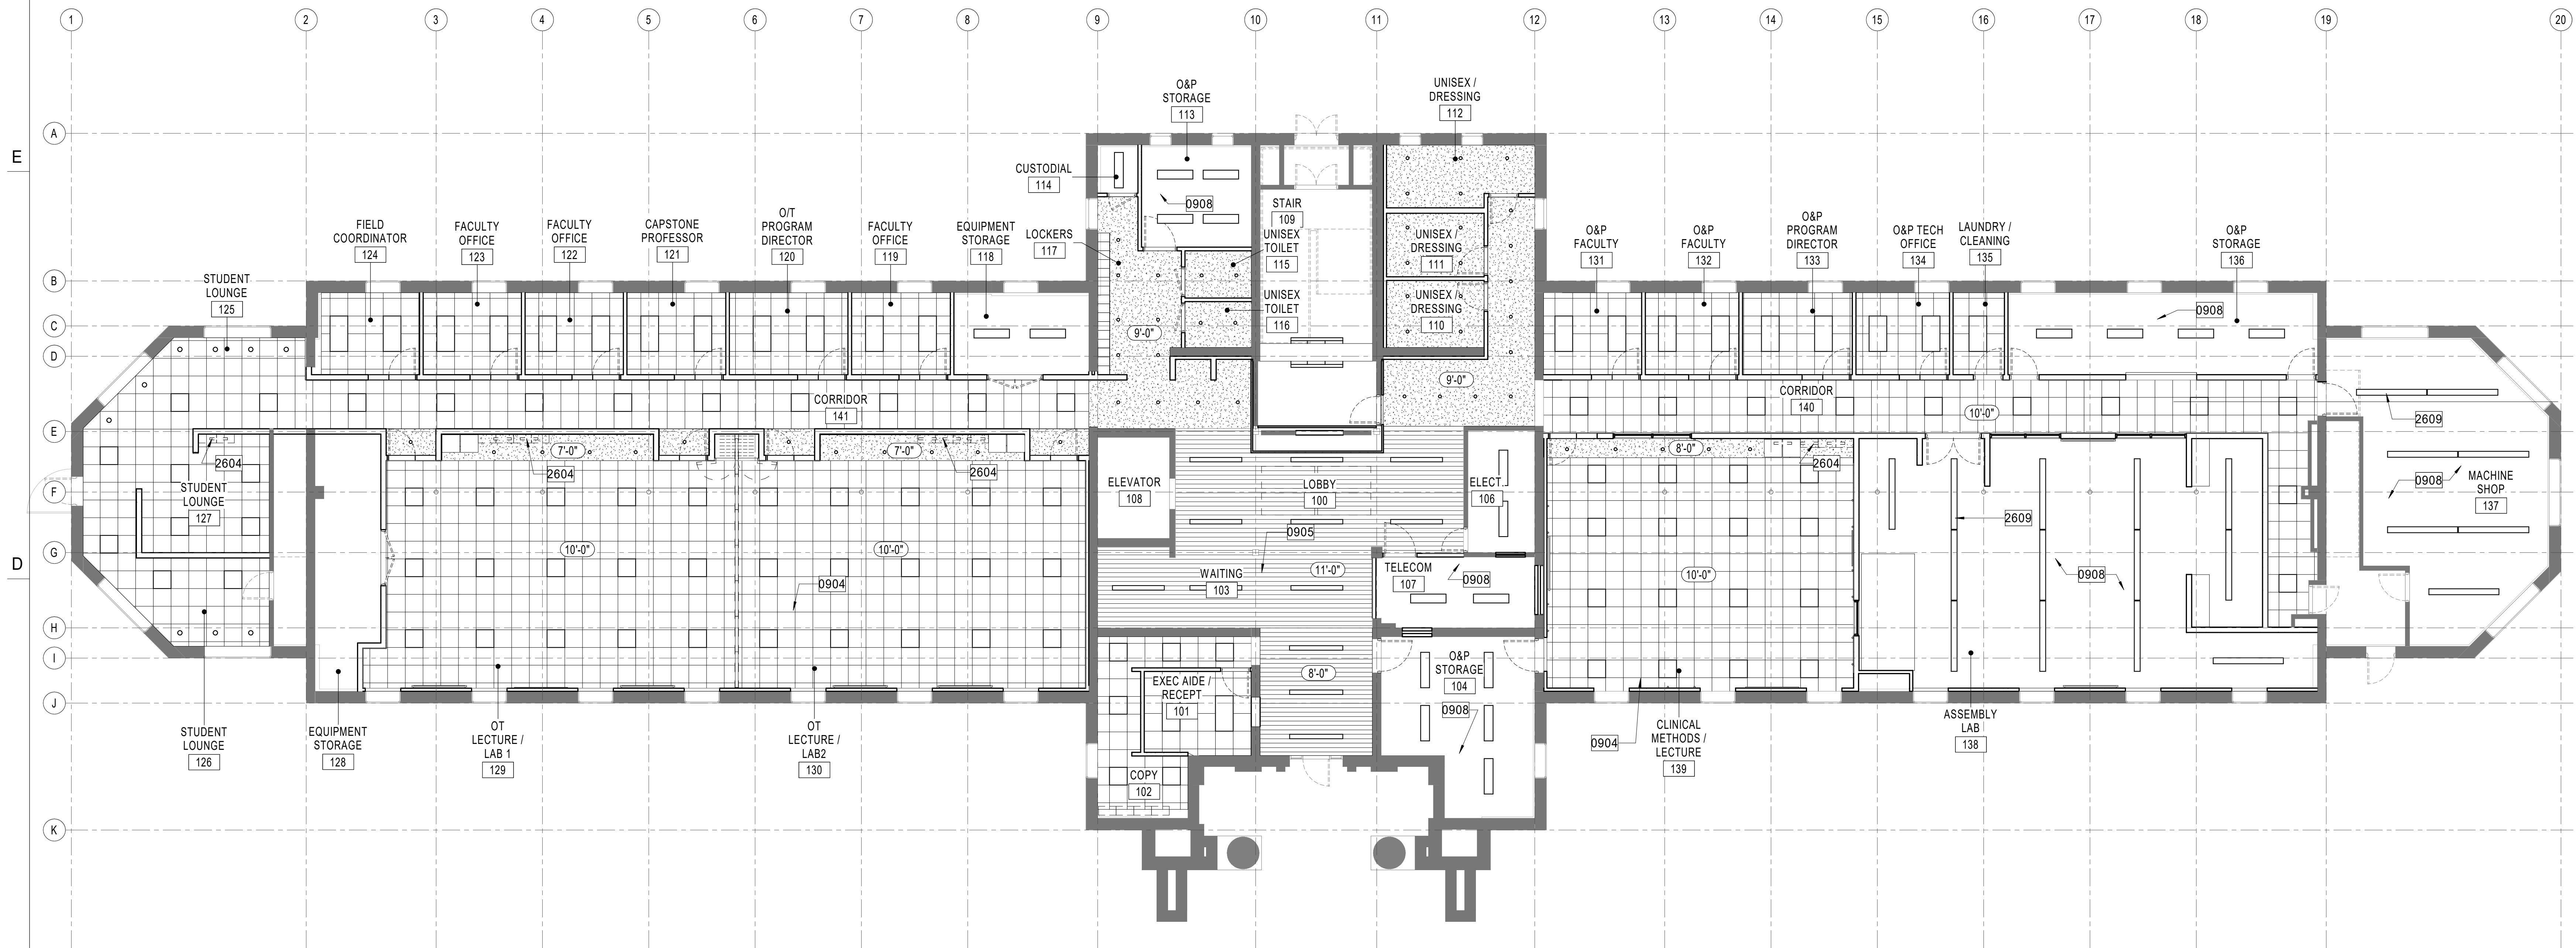 1 2 3 4 5 6 7 8 9 10 11 12 13 14 15 16 17 18 19 20
A
B
C
D
E
F
G
H
I
J
K
E
D
O&P
STORAGE
113
UNISEX /
DRESSING
112
CUSTODIAL
114
0908
STAIR
109
UNISEX
TOILET
115
UNISEX
TOILET
116
LOCKERS
117
9'-0"
UNISEX /
DRESSING
111
UNISEX /
DRESSING
110
9'-0"
FIELD
COORDINATOR
124
FACULTY
OFFICE
123
FACULTY
OFFICE
122
CAPSTONE
PROFESSOR
121
O/T
PROGRAM
DIRECTOR
120
FACULTY
OFFICE
119
EQUIPMENT
STORAGE
118
STUDENT
LOUNGE
125
O&P
FACULTY
131
O&P
FACULTY
132
O&P
PROGRAM
DIRECTOR
133
O&P TECH
OFFICE
134
LAUNDRY /
CLEANING
135
O&P
STORAGE
136
0908
CORRIDOR
141
CORRIDOR
140
10'-0"
2609
2604
STUDENT
LOUNGE
127
7'-0"
2604
7'-0"
2604
ELEVATOR
108
LOBBY
100
ELECT.
106
8'-0"
2604
0908
MACHINE
SHOP
137
2609
0905
10'-0"
10'-0"
0904
WAITING
103
11'-0"
TELECOM
107
0908
10'-0"
0908
8'-0"
O&P
STORAGE
104
0908
EXEC AIDE /
RECEPT
101
COPY
102
STUDENT
LOUNGE
126
EQUIPMENT
STORAGE
128
OT
LECTURE /
LAB 1
129
OT
LECTURE /
LAB2
130
0904
CLINICAL
METHODS /
LECTURE
139
ASSEMBLY
LAB
138